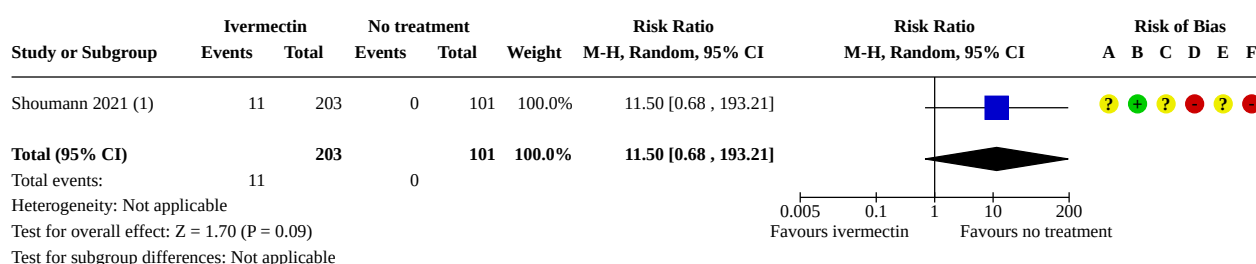 Ivermectin No treatment Risk Ratio Risk Ratio Risk of Bias
Study or Subgroup Events Total Events Total Weight M-H, Random, 95% CI M-H, Random, 95% CI A B C D E F
Shoumann 2021 (1) 11 203 0 101 100.0% 11.50 [0.68 , 193.21] ? + ? - ? -
Total (95% CI) 203 101 100.0% 11.50 [0.68 , 193.21]
Total events: 11 0
Heterogeneity: Not applicable 0.005 0.1 1 10 200
Test for overall effect: Z = 1.70 (P = 0.09) Favours ivermectin Favours no treatment
Test for subgroup differences: Not applicable